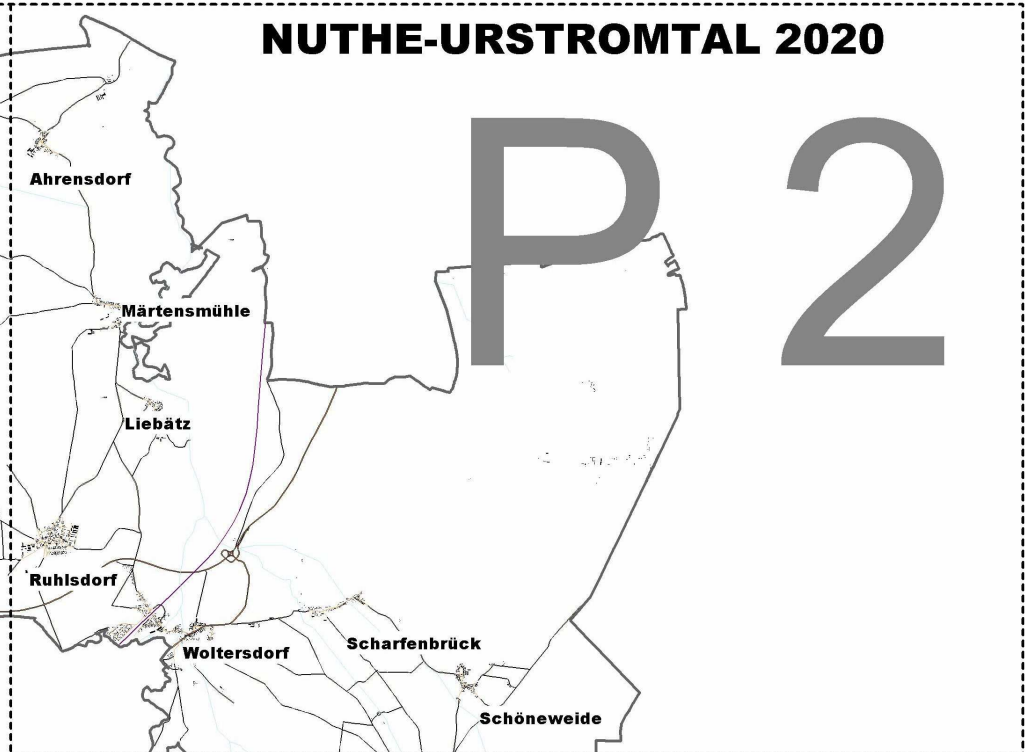 NUTHE-URSTROMTAL 2020
P 2
Ahrensdorf
Märtensmühle
Liebätz
Ruhlsdorf
Woltersdorf
Scharfenbrück
Schöneweide